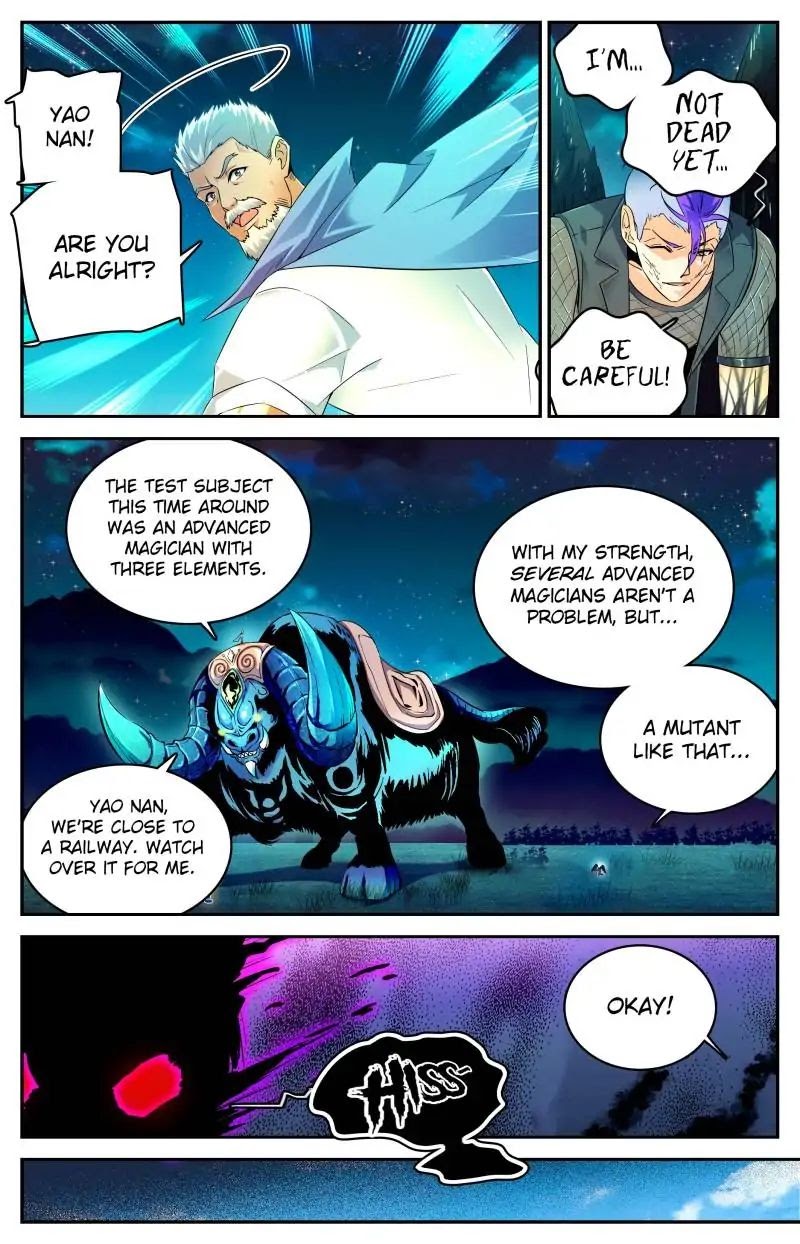 YAO
NAN!
ARE YOU
ALRIGHT?
I'M...
NOT
DEAD
YET...
BE
CAREFUL!
THE TEST SUBJECT
THIS TIME AROUND
WAS AN ADVANCED
MAGICIAN WITH
THREE ELEMENTS.
WITH MY STRENGTH,
SEVERAL ADVANCED
MAGICIANS AREN'T A
PROBLEM, BUT...
A MUTANT
LIKE THAT...
YAO NAN,
WE'RE CLOSE TO
A RAILWAY. WATCH
OVER IT FOR ME.
OKAY!
HISS